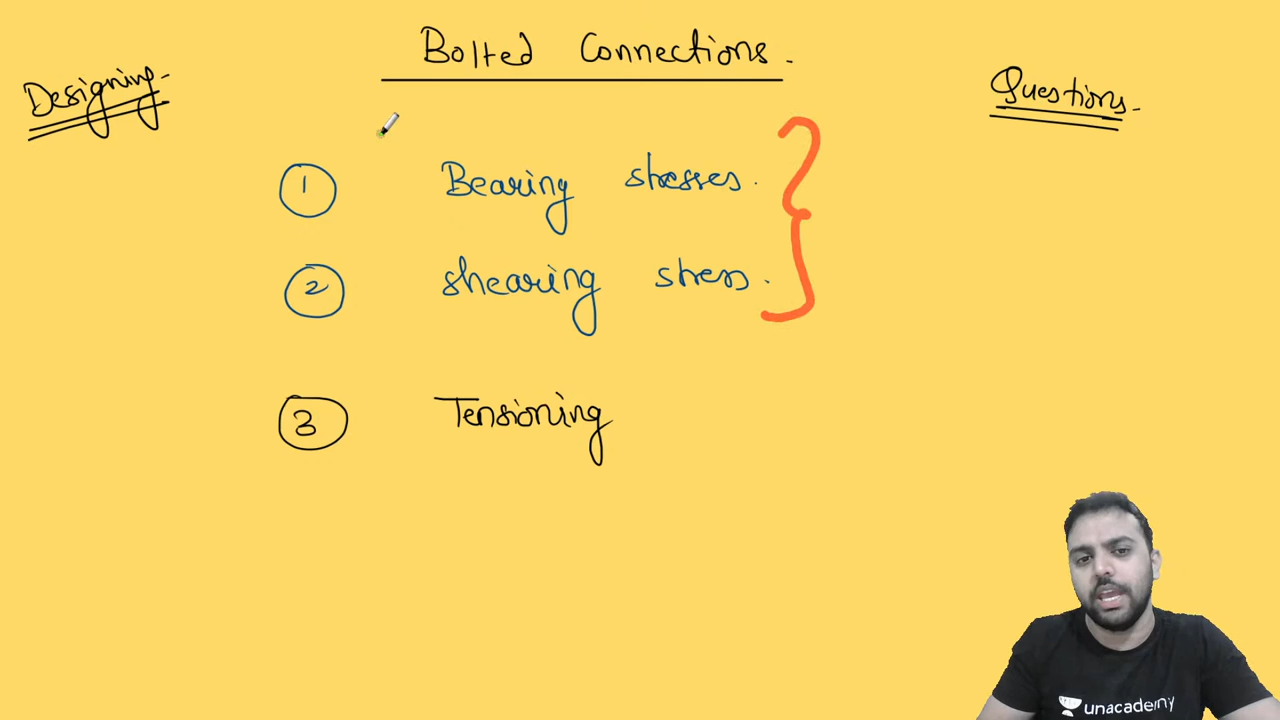 Bolted Connections.
Designing.
Questions.
1 Bearing stresses.
2 shearing stress.
3 Tensioning
unacademy